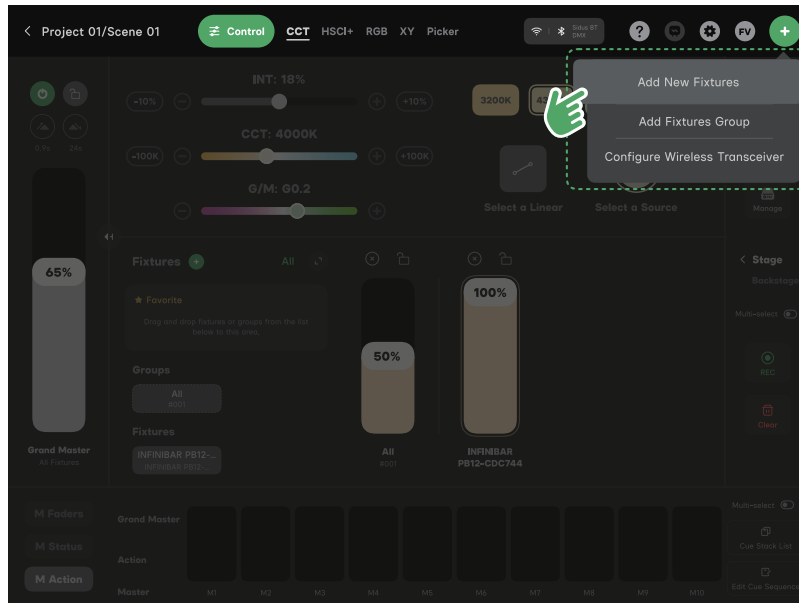 Project 01/Scene 01
Control
CCT
HSCI+
RGB
XY
Picker
Sidus BT
DMX
FV
Add New Fixtures
Add Fixtures Group
Configure Wireless Transceiver
INT: 18%
-10%
+10%
3200K
CCT: 4000K
-100K
+100K
0.9s
24s
G/M: G0.2
Select a Linear
Select a Source
Manage
65%
Fixtures
All
Stage
Backstage
100%
Favorite
Drag and drop fixtures or groups from the list
below to this area.
Multi-select
50%
REC
Groups
All
#001
Clear
Fixtures
INFINIBAR PB12-...
INFINIBAR PB12-...
Grand Master
All Fixtures
All
#001
INFINIBAR
PB12-CDC744
M Faders
Grand Master
Multi-select
M Status
Cue Stack List
Action
M Action
Edit Cue Sequence
Master
M1
M2
M3
M4
M5
M6
M7
M8
M9
M10